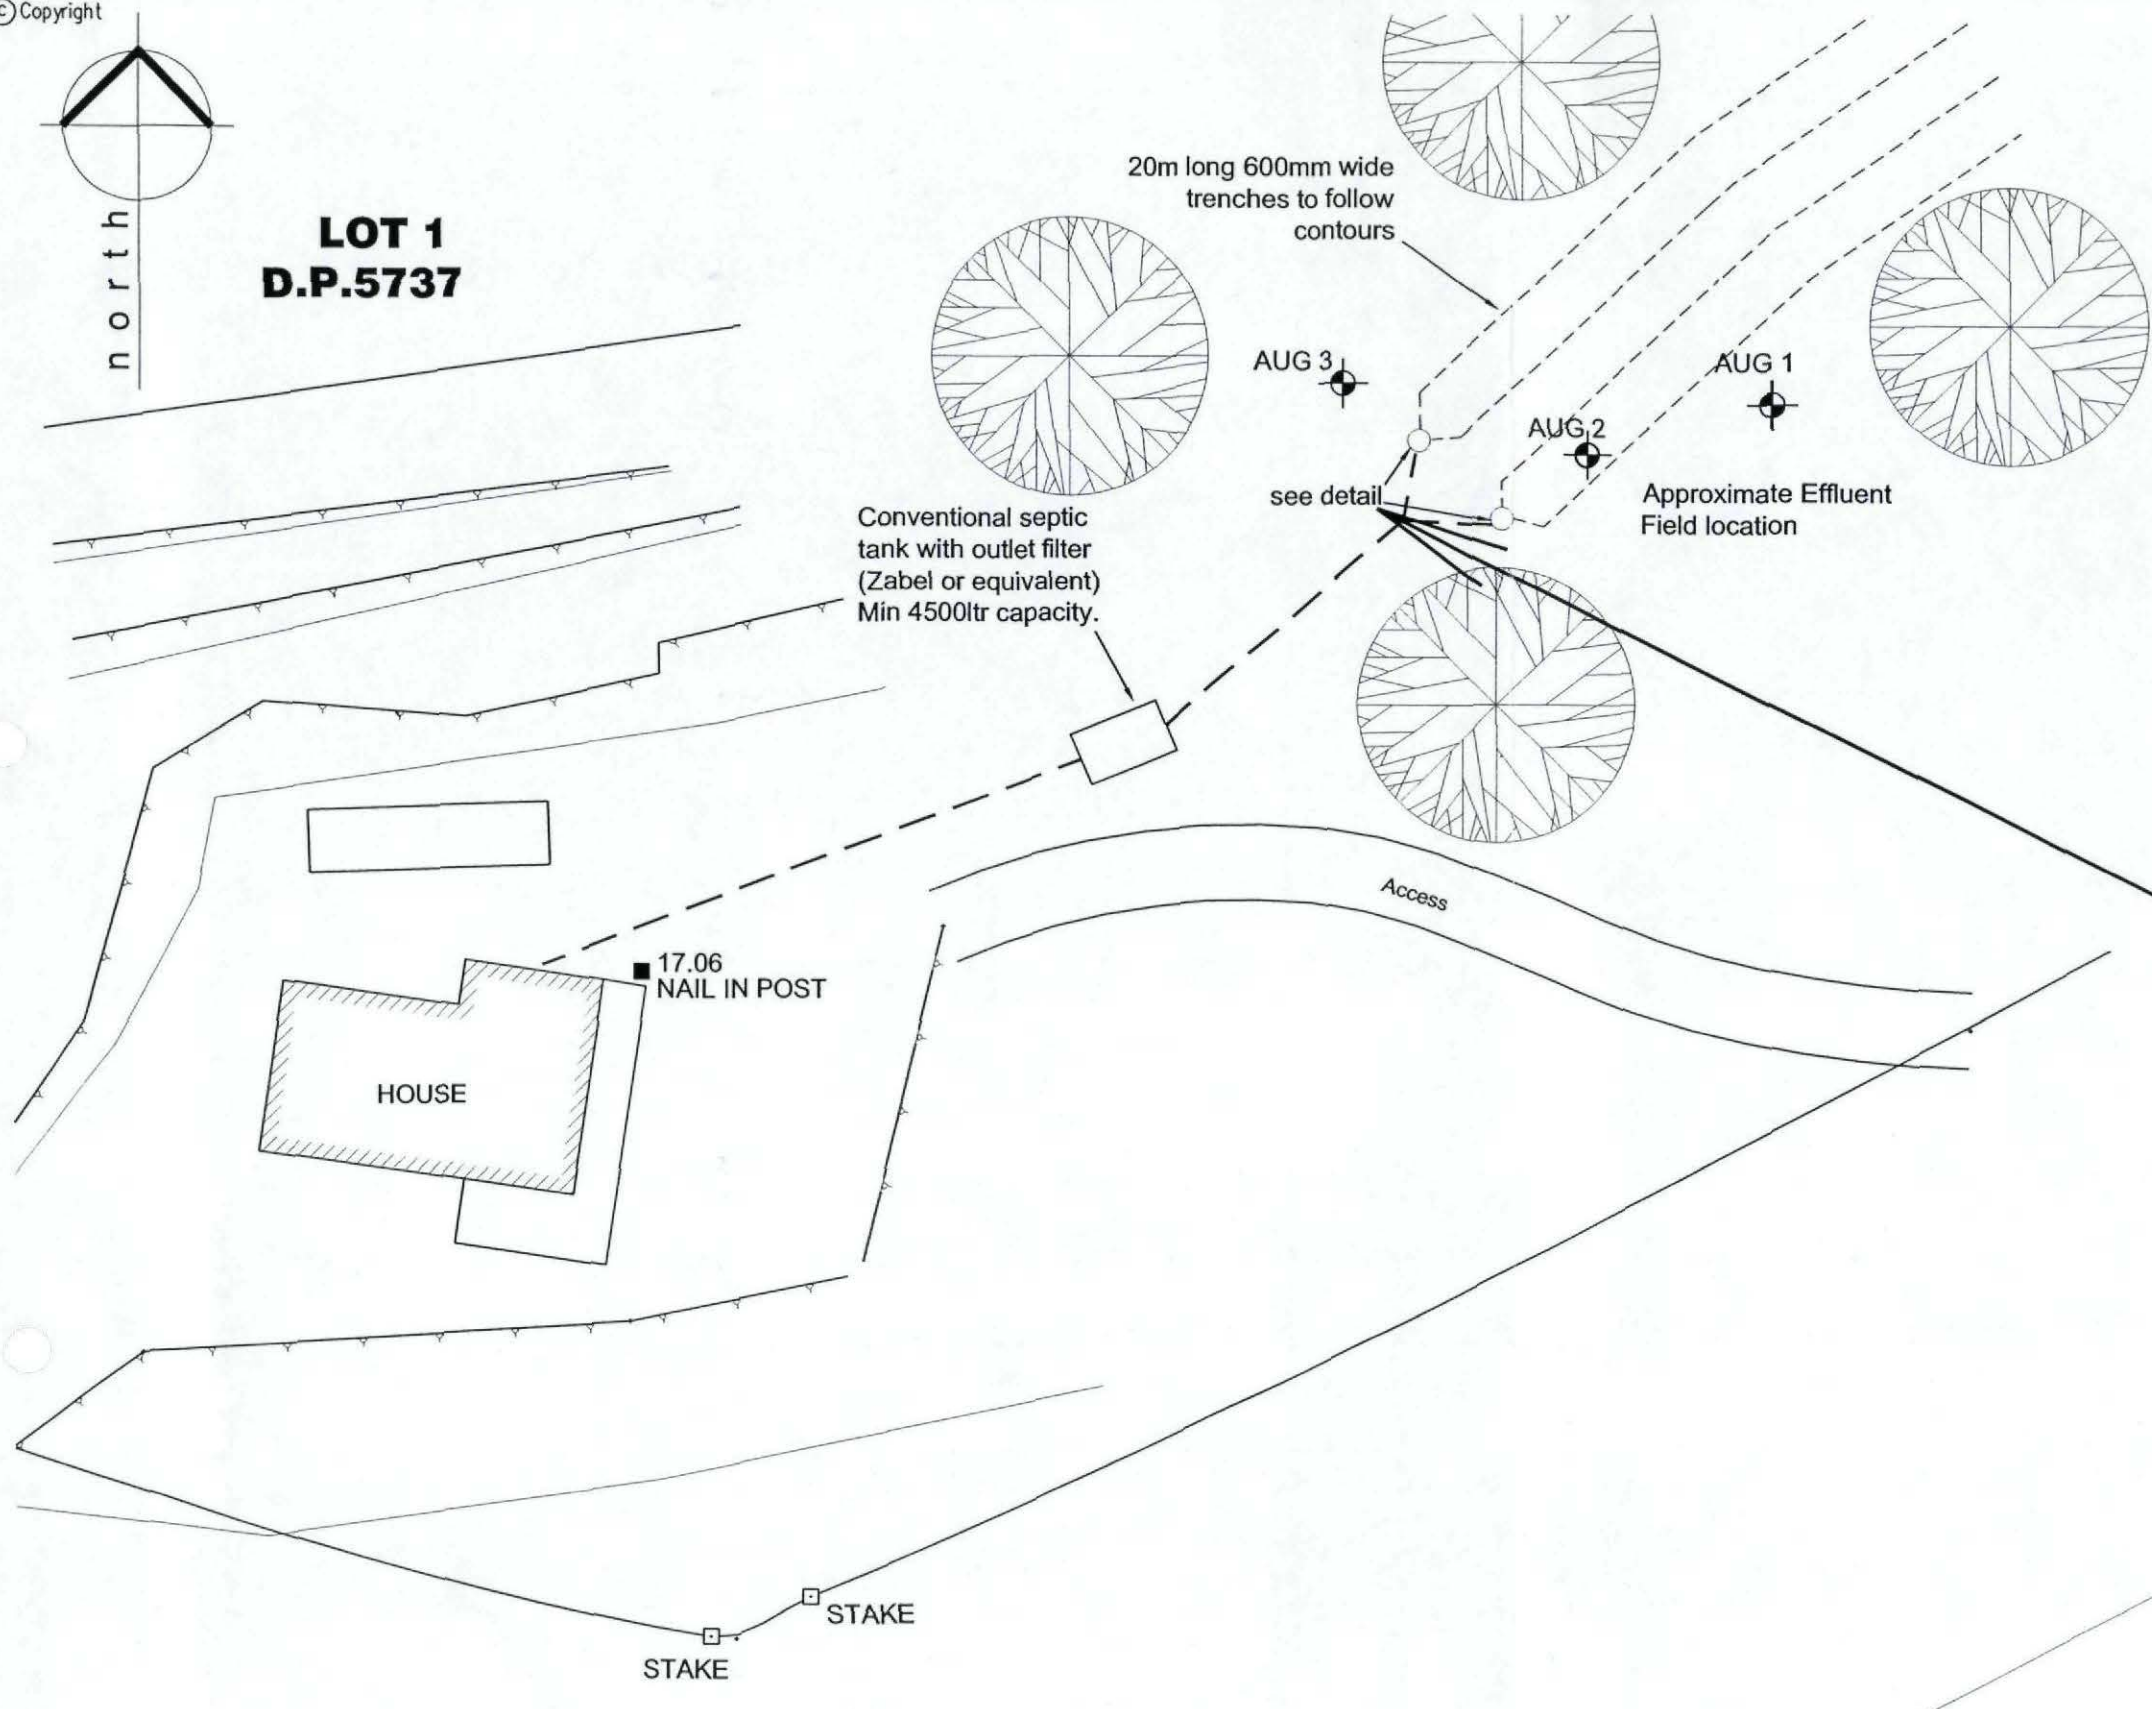 ©Copyright
north
LOT 1
D.P.5737
20m long 600mm wide
trenches to follow
contours
AUG 3
AUG 1
AUG 2
see detail
Approximate Effluent
Field location
Conventional septic
tank with outlet filter
(Zabel or equivalent)
Min 4500ltr capacity.
Access
17.06
NAIL IN POST
HOUSE
STAKE
STAKE